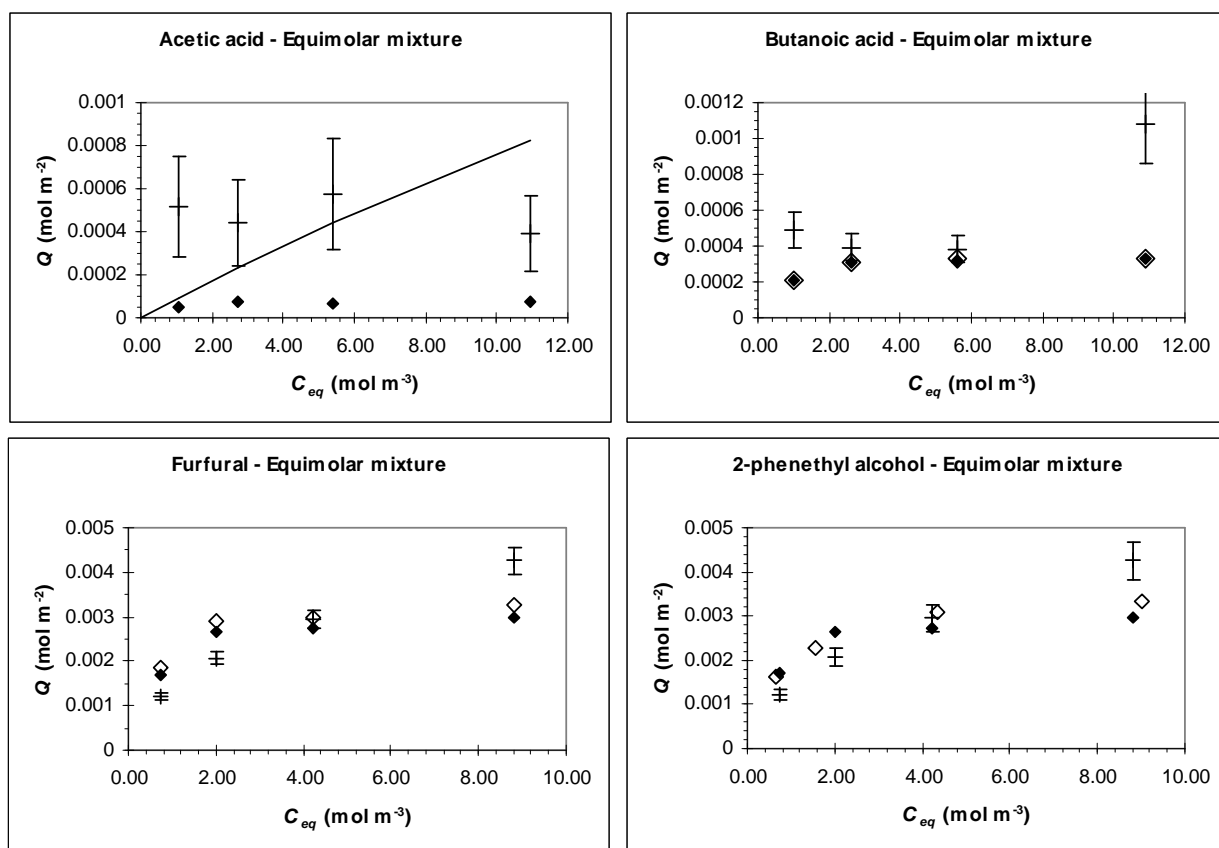 Acetic acid - Equimolar mixture
0.001
0.0008
0.0006
0.0004
0.0002
0
Q (mol m-2)
0.00 2.00 4.00 6.00 8.00 10.00 12.00
Ceq (mol m-3)
Butanoic acid - Equimolar mixture
0.0012
0.001
0.0008
0.0006
0.0004
0.0002
0
Q (mol m-2)
0.00 2.00 4.00 6.00 8.00 10.00 12.00
Ceq (mol m-3)
Furfural - Equimolar mixture
0.005
0.004
0.003
0.002
0.001
0
Q (mol m-2)
0.00 2.00 4.00 6.00 8.00 10.00
Ceq (mol m-3)
2-phenethyl alcohol - Equimolar mixture
0.005
0.004
0.003
0.002
0.001
0
Q (mol m-2)
0.00 2.00 4.00 6.00 8.00 10.00
Ceq (mol m-3)